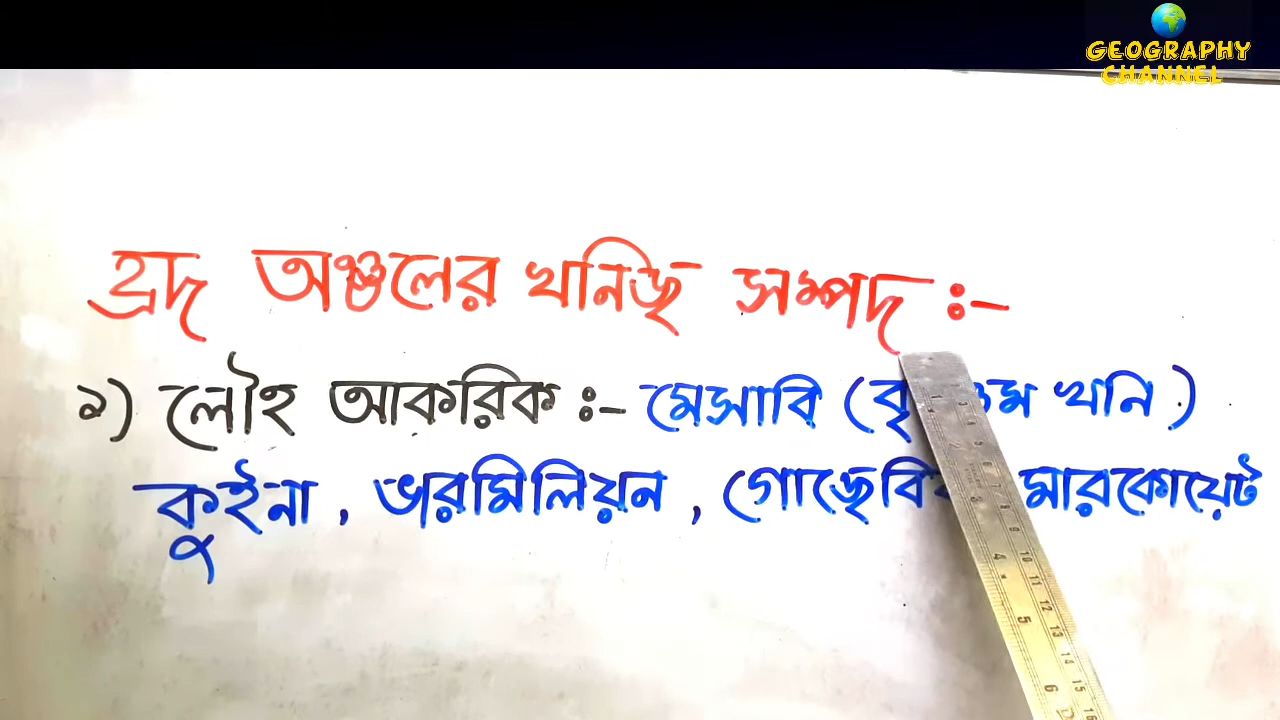 GEOGRAPHY
CHANNEL
হ্রদ অঞ্চলের খনিজ সম্পদ :-
১) লৌহ আকরিক :- মেসাবি ( খনি )
কুইনা , ভারমিলিয়ন , মারকোয়েট